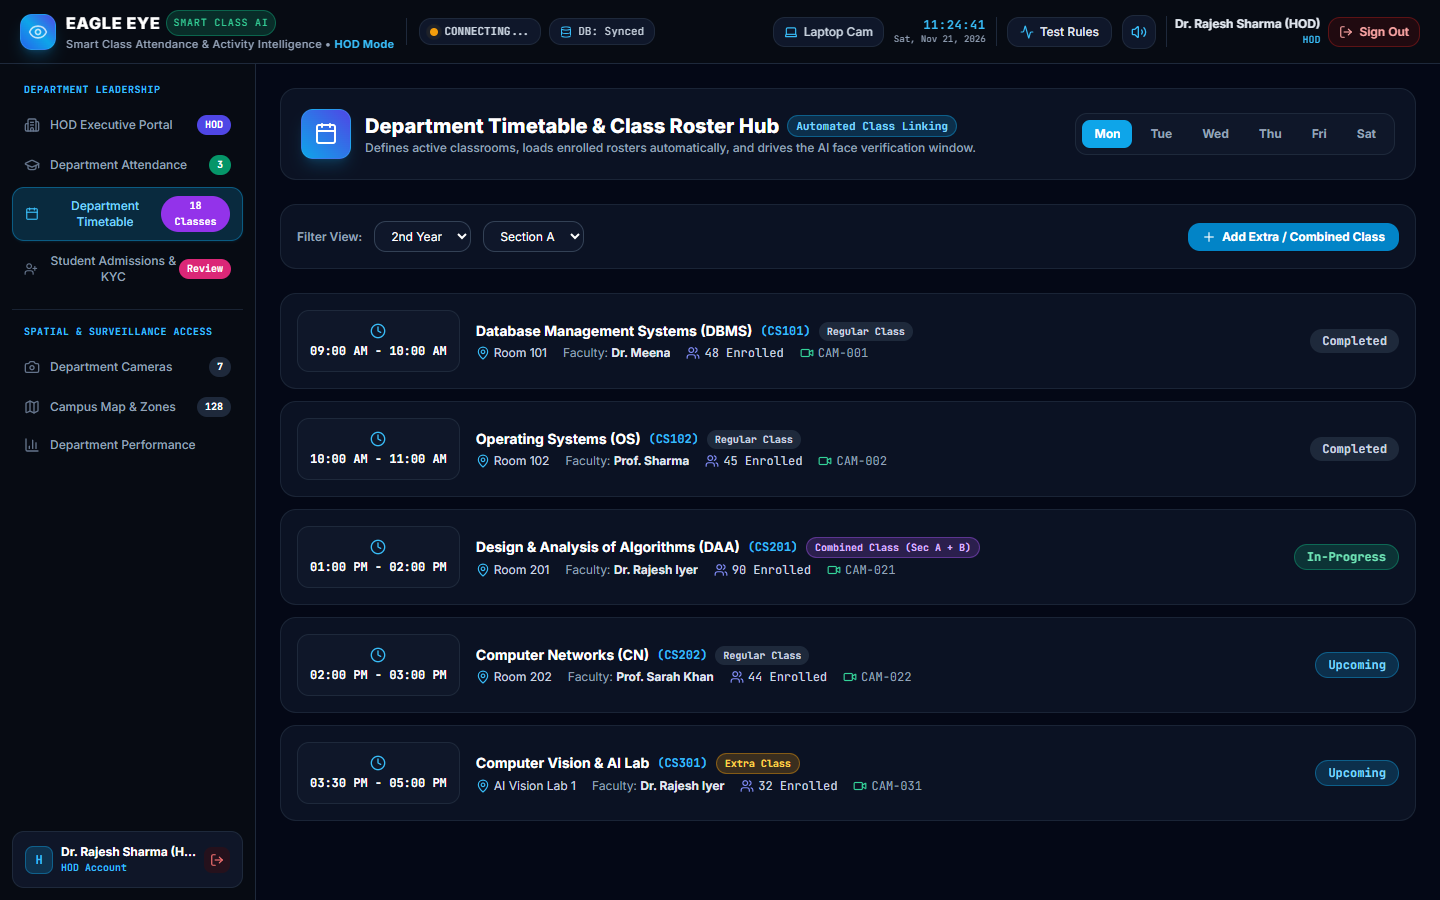 EAGLE EYE SMART CLASS AI
Smart Class Attendance & Activity Intelligence • HOD Mode
CONNECTING...
DB: Synced
Laptop Cam
11:24:41
Sat, Nov 21, 2026
Test Rules
Dr. Rajesh Sharma (HOD)
HOD
Sign Out
DEPARTMENT LEADERSHIP
HOD Executive Portal HOD
Department Attendance 3
Department
Timetable
18
Classes
Student Admissions &
KYC
Review
SPATIAL & SURVEILLANCE ACCESS
Department Cameras 7
Campus Map & Zones 128
Department Performance
H
Dr. Rajesh Sharma (H...
HOD Account
Department Timetable & Class Roster Hub Automated Class Linking
Defines active classrooms, loads enrolled rosters automatically, and drives the AI face verification window.
Mon Tue Wed Thu Fri Sat
Filter View: 2nd Year Section A
Add Extra / Combined Class
09:00 AM - 10:00 AM
Database Management Systems (DBMS) (CS101) Regular Class
Room 101 Faculty: Dr. Meena 48 Enrolled CAM-001
Completed
10:00 AM - 11:00 AM
Operating Systems (OS) (CS102) Regular Class
Room 102 Faculty: Prof. Sharma 45 Enrolled CAM-002
Completed
01:00 PM - 02:00 PM
Design & Analysis of Algorithms (DAA) (CS201) Combined Class (Sec A + B)
Room 201 Faculty: Dr. Rajesh Iyer 90 Enrolled CAM-021
In-Progress
02:00 PM - 03:00 PM
Computer Networks (CN) (CS202) Regular Class
Room 202 Faculty: Prof. Sarah Khan 44 Enrolled CAM-022
Upcoming
03:30 PM - 05:00 PM
Computer Vision & AI Lab (CS301) Extra Class
AI Vision Lab 1 Faculty: Dr. Rajesh Iyer 32 Enrolled CAM-031
Upcoming